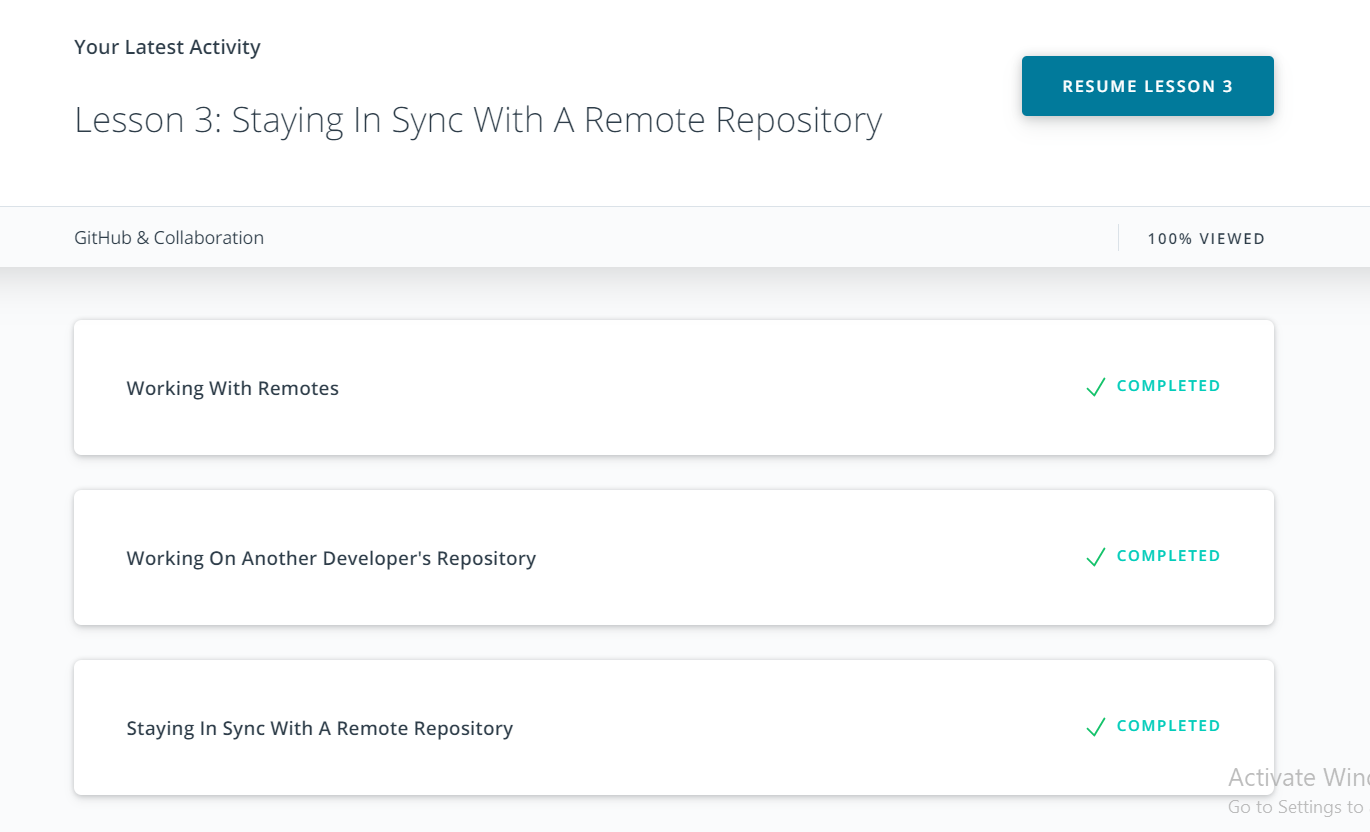 Your Latest Activity
RESUME LESSON 3
Lesson 3: Staying In Sync With A Remote Repository
GitHub & Collaboration
100% VIEWED
Working With Remotes
COMPLETED
Working On Another Developer's Repository
COMPLETED
Staying In Sync With A Remote Repository
COMPLETED
Activate Win
Go to Settings to